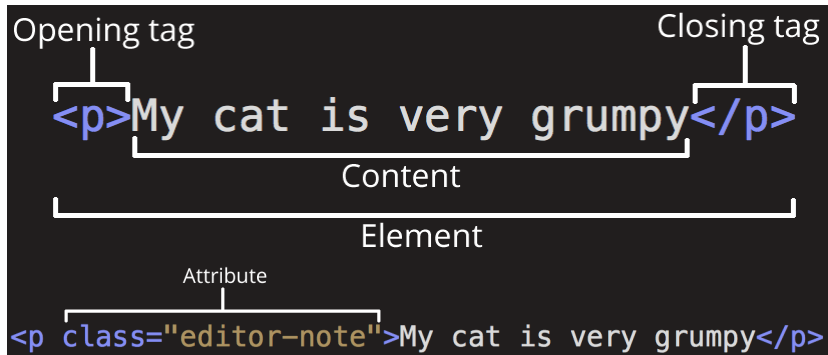 Opening tag
Closing tag
<p>My cat is very grumpy</p>
Content
Element
Attribute
<p class="editor-note">My cat is very grumpy</p>